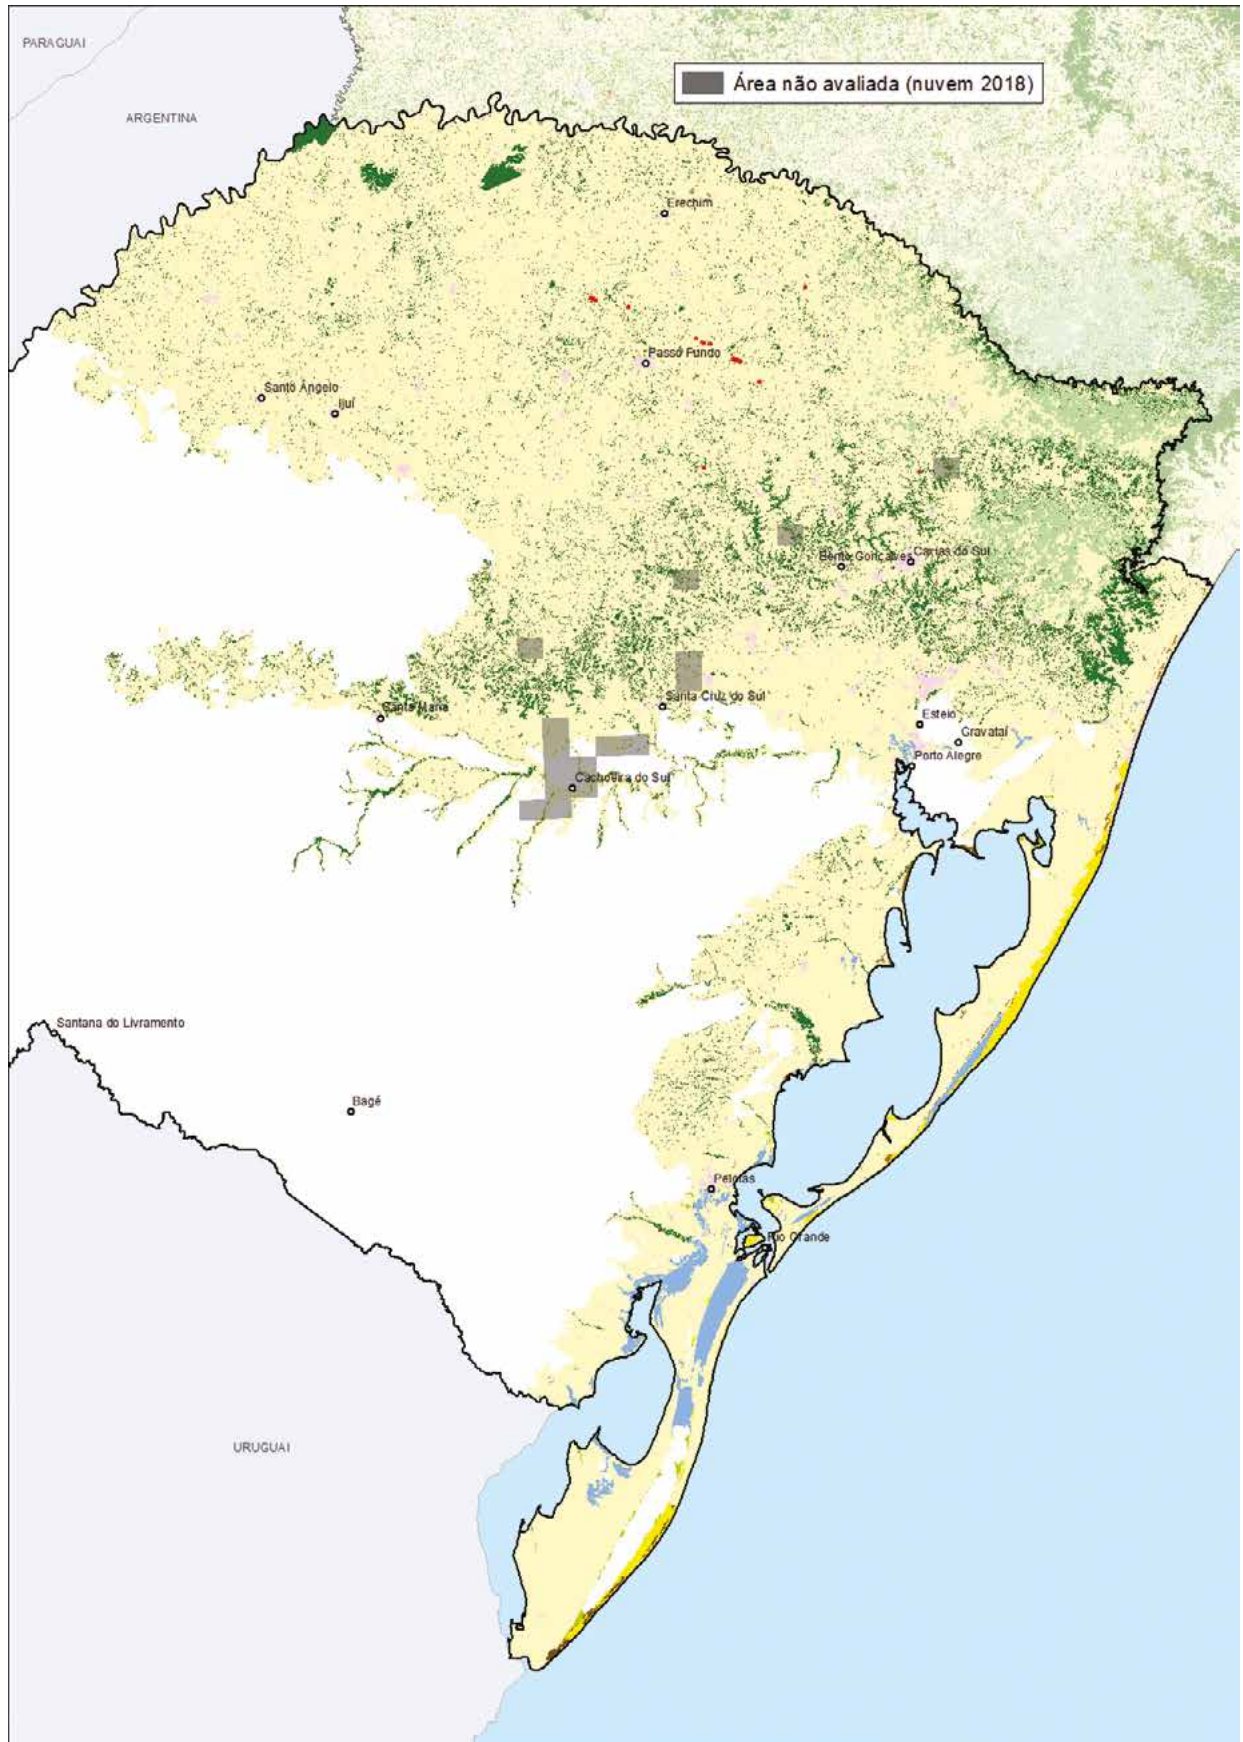 PARAGUAI
Área não avaliada (nuvem 2018)
ARGENTINA
Erechim
Passo Fundo
Santo Ângelo
Ijuí
Bento Gonçalves
Caxias do Sul
Santa Cruz do Sul
Santa Maria
Esteio
Gravataí
Porto Alegre
Cachoeira do Sul
Santana do Livramento
Bagé
Pelotas
Rio Grande
URUGUAI